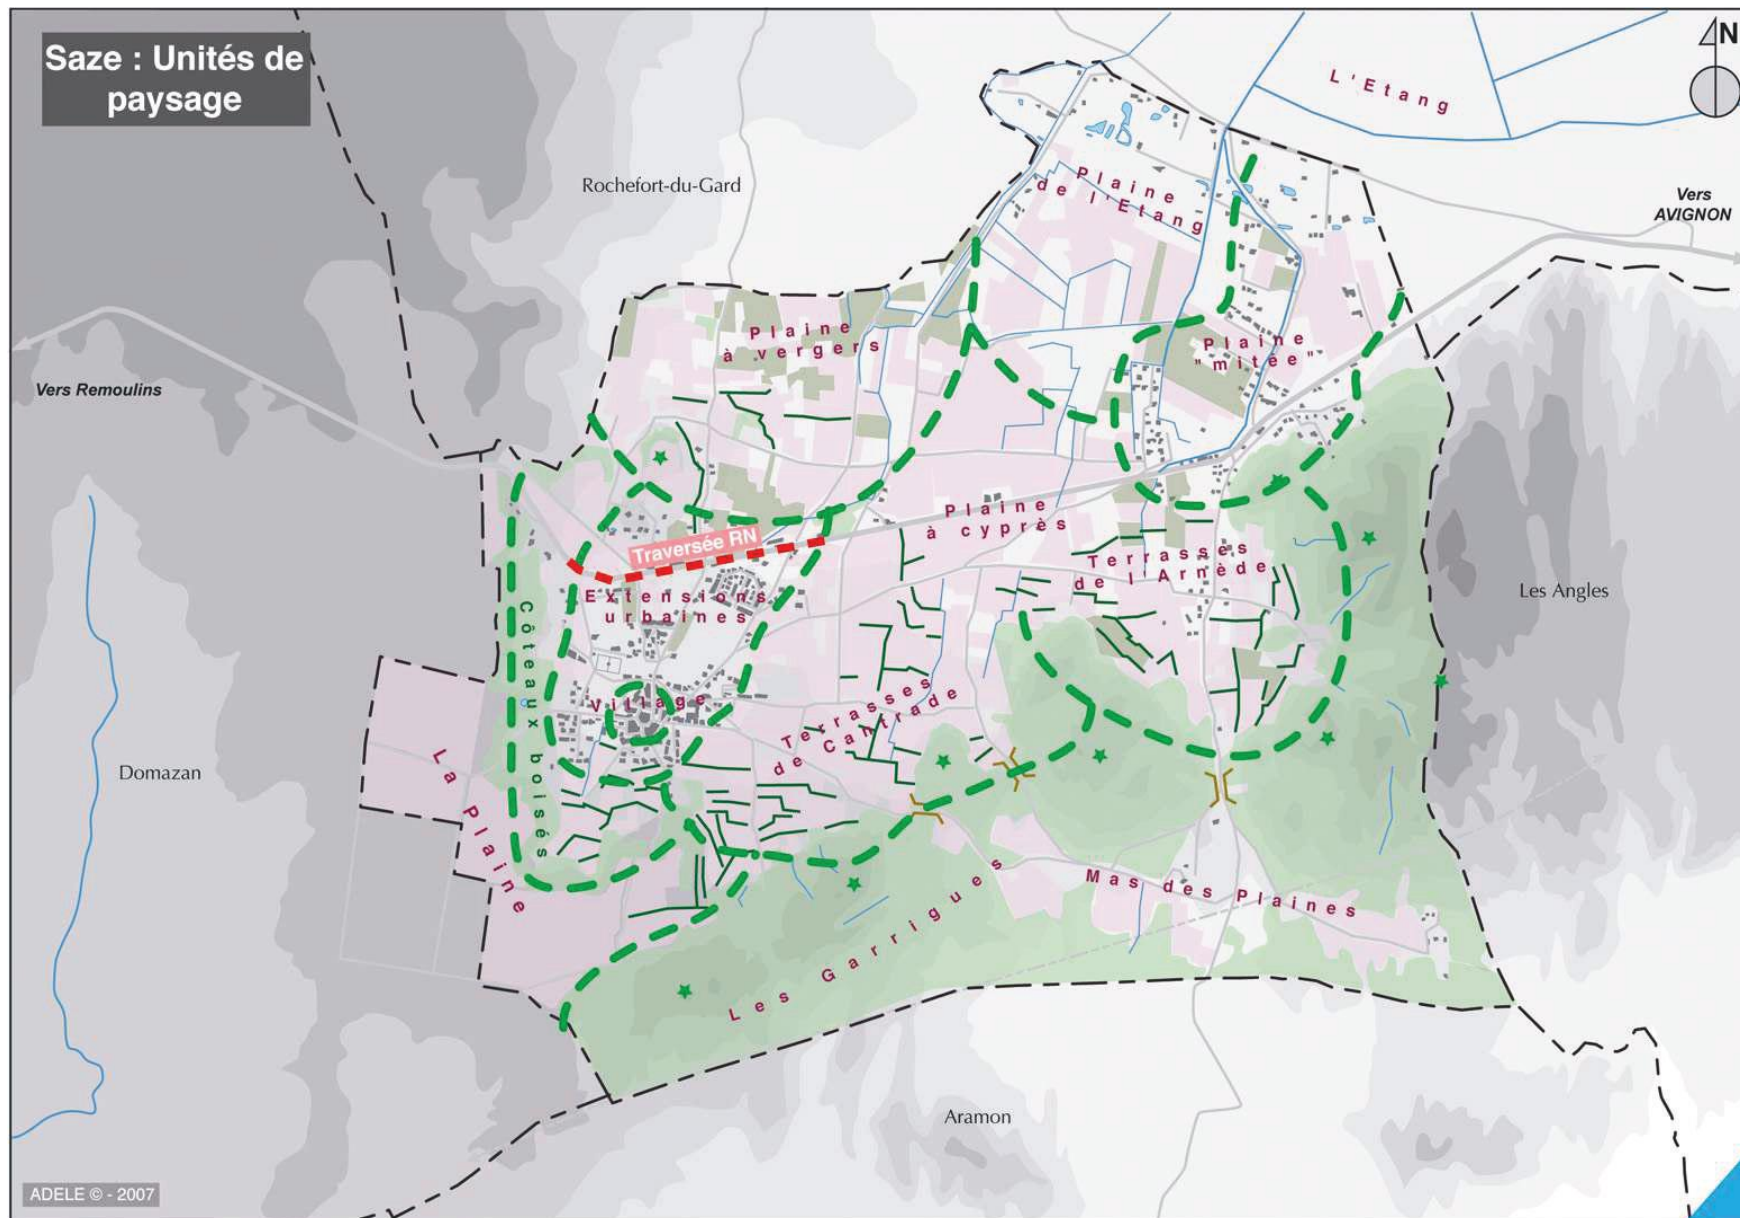 Saze : Unités de
paysage
N
L'Etang
Rochefort-du-Gard
Plaine
de l'Etang
Vers
AVIGNON
Plaine
à vergers
Plaine
"mitée"
Vers Remoulins
Plaine
à cyprès
Traversée RN
Terrasses
de l'Arnède
Extensions
urbaines
Les Angles
Côteaux boisés
Village
Terrasses
de Cantrade
Domazan
La Plaine
Mas des Plaines
Les Garrigues
Aramon
ADELE © - 2007